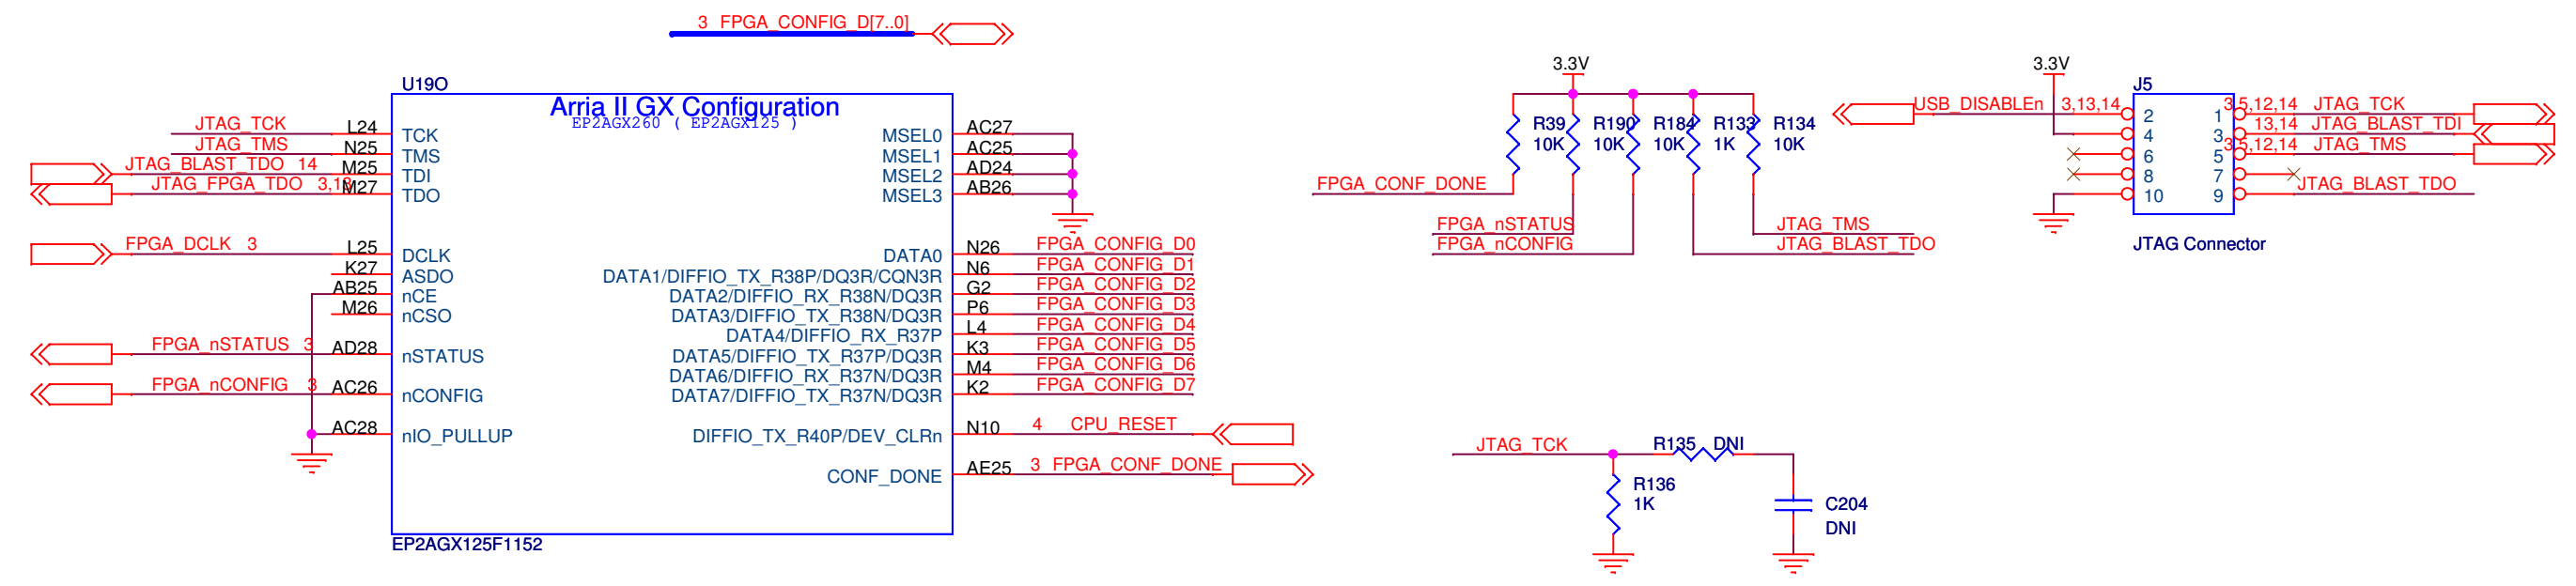 3 FPGA_CONFIG_D[7..0]
U19O
Arria II GX Configuration
EP2AGX260 ( EP2AGX125 )
JTAG_TCK L24 TCK
JTAG_TMS N25 TMS
JTAG_BLAST_TDO 14 M25 TDI
JTAG_FPGA_TDO 3,13 M27 TDO
FPGA_DCLK 3 L25 DCLK
K27 ASDO
AB25 nCE
M26 nCSO
FPGA_nSTATUS 3 AD28 nSTATUS
FPGA_nCONFIG 3 AC26 nCONFIG
AC28 nIO_PULLUP
MSEL0 AC27
MSEL1 AC25
MSEL2 AD24
MSEL3 AB26
DATA0 N26 FPGA_CONFIG_D0
DATA1/DIFFIO_TX_R38P/DQ3R/CQN3R N6 FPGA_CONFIG_D1
DATA2/DIFFIO_RX_R38N/DQ3R G2 FPGA_CONFIG_D2
DATA3/DIFFIO_TX_R38N/DQ3R P6 FPGA_CONFIG_D3
DATA4/DIFFIO_RX_R37P L4 FPGA_CONFIG_D4
DATA5/DIFFIO_TX_R37P/DQ3R K3 FPGA_CONFIG_D5
DATA6/DIFFIO_RX_R37N/DQ3R M4 FPGA_CONFIG_D6
DATA7/DIFFIO_TX_R37N/DQ3R K2 FPGA_CONFIG_D7
DIFFIO_TX_R40P/DEV_CLRn N10 4 CPU_RESET
CONF_DONE AE25 3 FPGA_CONF_DONE
EP2AGX125F1152
3.3V
R39 R190 R184 R133 R134
10K 10K 10K 1K 10K
FPGA_CONF_DONE
FPGA_nSTATUS JTAG_TMS
FPGA_nCONFIG JTAG_BLAST_TDO
JTAG_TCK R135 DNI
R136
1K
C204
DNI
3.3V
J5
USB_DISABLEn 3,13,14 2 1 3,5,12,14 JTAG_TCK
4 3 13,14 JTAG_BLAST_TDI
6 5 3,5,12,14 JTAG_TMS
8 7
10 9 JTAG_BLAST_TDO
JTAG Connector